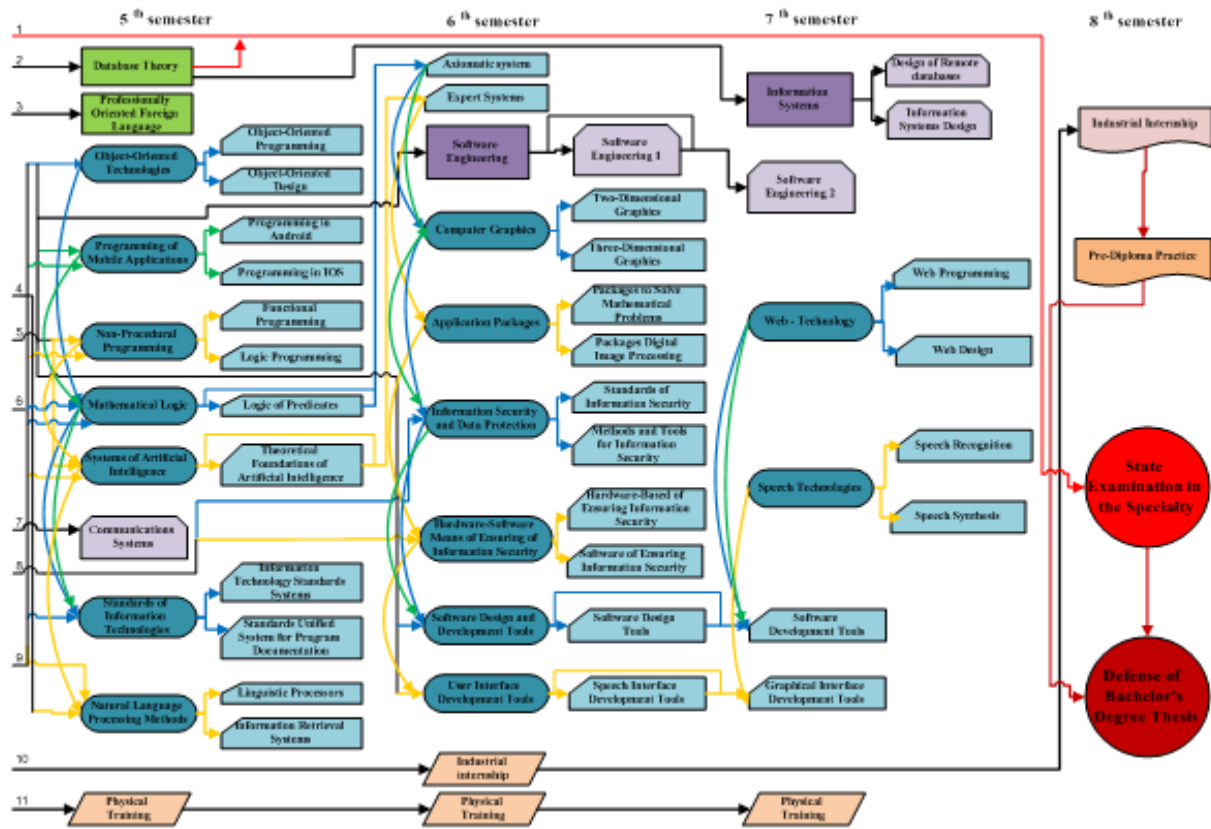 5 th semester
6 th semester
7 th semester
8 th semester
1
2
Database Theory
3
Professionally
Oriented Foreign
Language
Object-Oriented
Technologies
Object-Oriented
Programming
Object-Oriented
Design
Programming of
Mobile Applications
Programming in
Android
Programming in IOS
4
Non-Procedural
Programming
Functional
Programming
Logic Programming
5
6
Mathematical Logic
Logic of Predicates
Systems of Artificial
Intelligence
Theoretical
Foundations of
Artificial Intelligence
7
Communications
Systems
8
Standards of
Information
Technologies
Information
Technology Standards
Systems
Standards Unified
System for Program
Documentation
9
Natural Language
Processing Methods
Linguistic Processors
Information Retrieval
Systems
10
11
Physical
Training
Axiomatic system
Expert Systems
Software
Engineering
Software
Engineering 1
Software
Engineering 2
Computer Graphics
Two-Dimensional
Graphics
Three-Dimensional
Graphics
Application Packages
Packages to Solve
Mathematical
Problems
Packages Digital
Image Processing
Information Security
and Data Protection
Standards of
Information Security
Methods and Tools
for Information
Security
Hardware-Software
Means of Ensuring of
Information Security
Hardware-Based of
Ensuring Information
Security
Software of Ensuring
Information Security
Software Design and
Development Tools
Software Design
Tools
User Interface
Development Tools
Speech Interface
Development Tools
Industrial
internship
Physical
Training
Information
Systems
Design of Remote
databases
Information
Systems Design
Web - Technology
Web Programming
Web Design
Speech Technologies
Speech Recognition
Speech Synthesis
Software
Development Tools
Graphical Interface
Development Tools
Physical
Training
Industrial Internship
Pre-Diploma Practice
State
Examination in
the Specialty
Defense of
Bachelor's
Degree Thesis